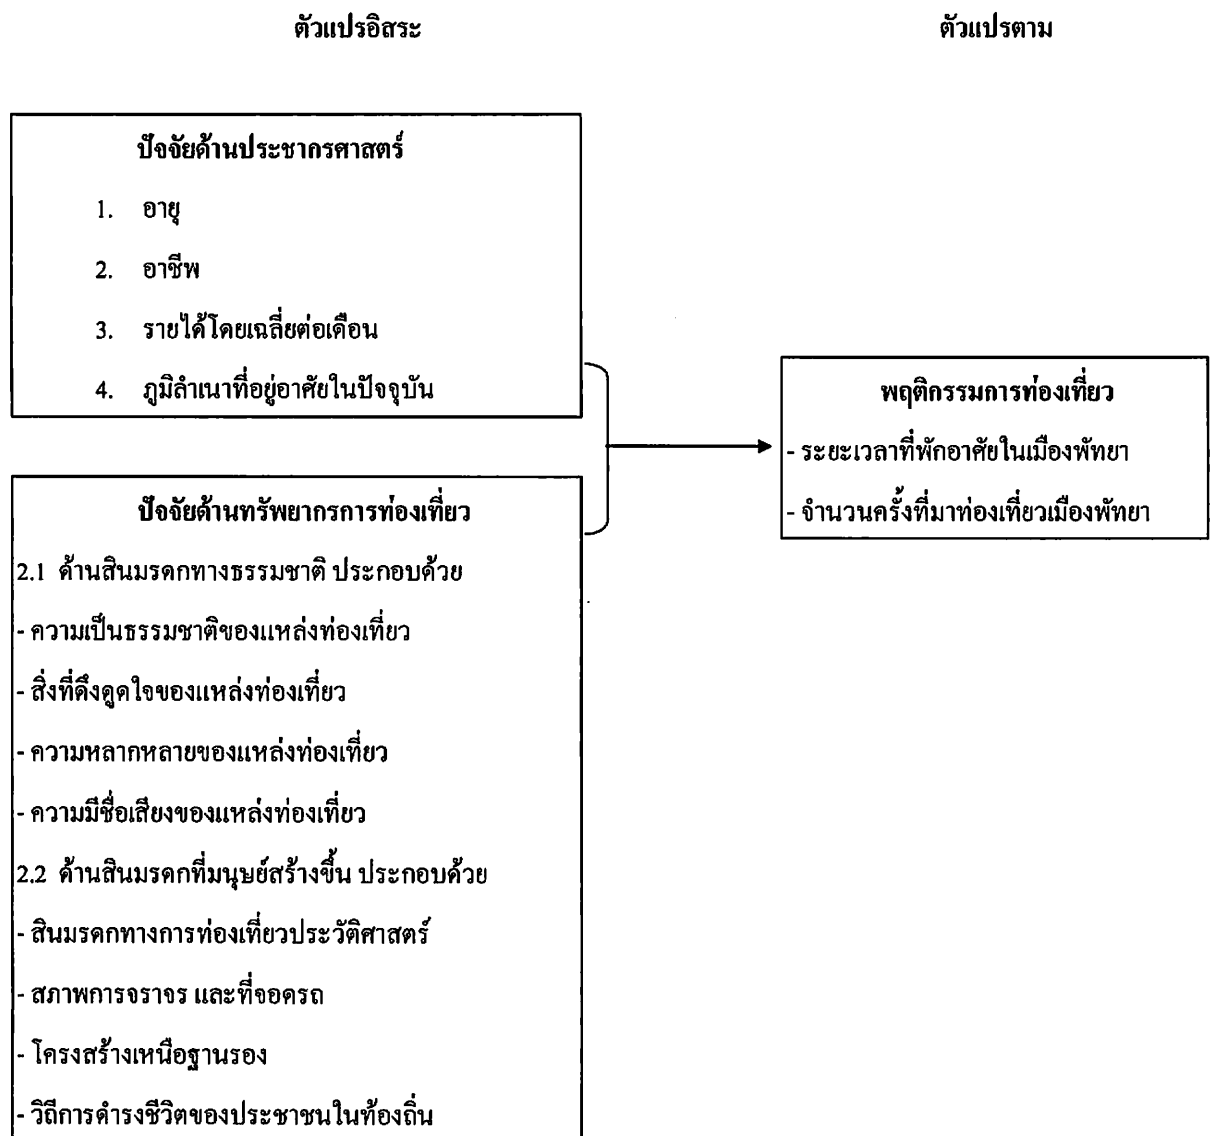 ตัวแปรอิสระ
ตัวแปรตาม
ปัจจัยด้านประชากรศาสตร์
1. อายุ
2. อาชีพ
3. รายได้โดยเฉลี่ยต่อเดือน
4. ภูมิลำเนาที่อยู่อาศัยในปัจจุบัน
ปัจจัยด้านทรัพยากรการท่องเที่ยว
2.1 ด้านสินมรดกทางธรรมชาติ ประกอบด้วย
- ความเป็นธรรมชาติของแหล่งท่องเที่ยว
- สิ่งที่ดึงดูดใจของแหล่งท่องเที่ยว
- ความหลากหลายของแหล่งท่องเที่ยว
- ความมีชื่อเสียงของแหล่งท่องเที่ยว
2.2 ด้านสินมรดกที่มนุษย์สร้างขึ้น ประกอบด้วย
- สินมรดกทางการท่องเที่ยวประวัติศาสตร์
- สภาพการจราจร และที่จอดรถ
- โครงสร้างเหนือฐานรอง
- วิถีการดำรงชีวิตของประชาชนในท้องถิ่น
พฤติกรรมการท่องเที่ยว
- ระยะเวลาที่พักอาศัยในเมืองพัทยา
- จำนวนครั้งที่มาท่องเที่ยวเมืองพัทยา